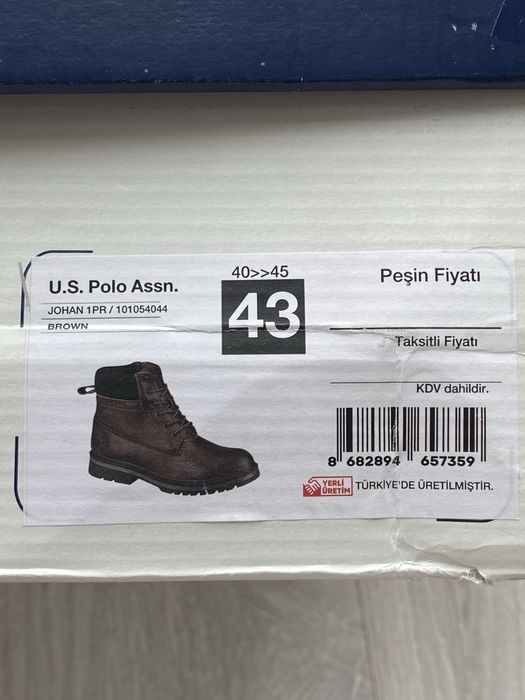 U.S. Polo Assn.
JOHAN 1PR / 101054044
BROWN
40>>45
43
Peşin Fiyatı
Taksitli Fiyatı
KDV dahildir.
8 682894 657359
YERLİ
ÜRETİM
TÜRKİYE'DE ÜRETİLMİŞTİR.